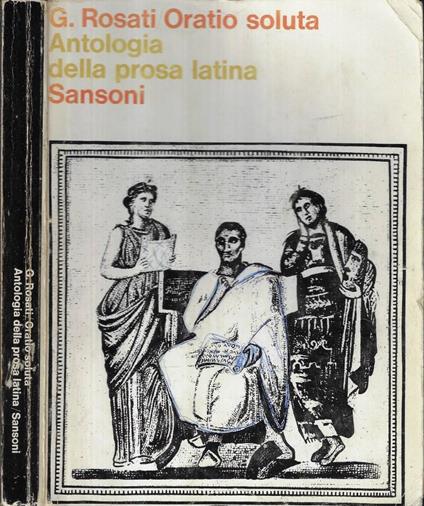 G. Rosati Oratio soluta
Antologia
della prosa latina
Sansoni
G. Rosati Oratio soluta
Antologia della prosa latina / Sansoni